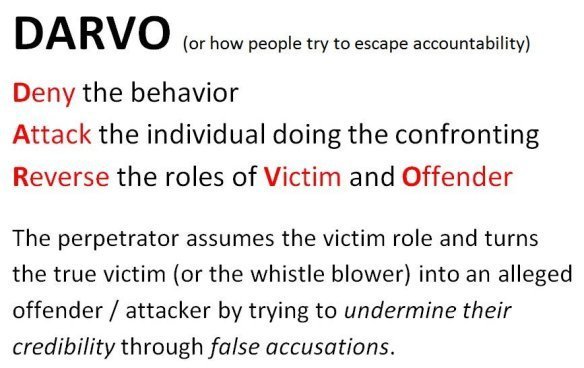 DARVO (or how people try to escape accountability)
Deny the behavior
Attack the individual doing the confronting
Reverse the roles of Victim and Offender
The perpetrator assumes the victim role and turns
the true victim (or the whistle blower) into an alleged
offender / attacker by trying to undermine their
credibility through false accusations.